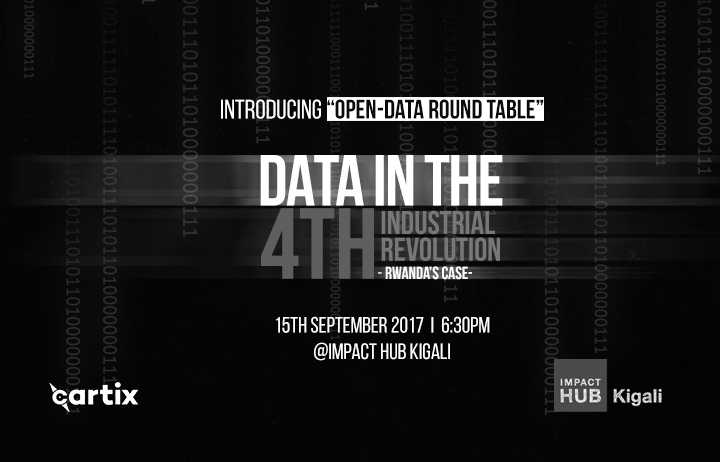 INTRODUCING “OPEN-DATA ROUND TABLE”
DATA IN THE
4TH INDUSTRIAL
REVOLUTION
- RWANDA'S CASE-
15TH SEPTEMBER 2017 I 6:30PM
@IMPACT HUB KIGALI
cartix
IMPACT
HUB Kigali